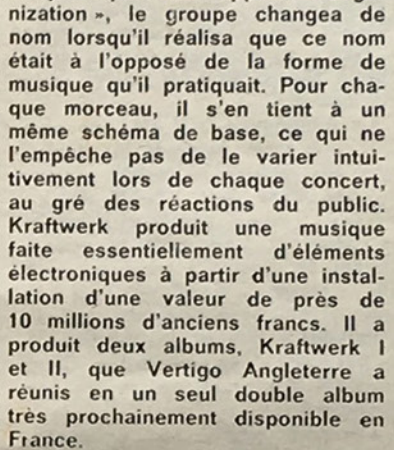 nization », le groupe changea de
nom lorsqu'il réalisa que ce nom
était à l'opposé de la forme de
musique qu'il pratiquait. Pour cha-
que morceau, il s'en tient à un
même schéma de base, ce qui ne
l'empêche pas de le varier intui-
tivement lors de chaque concert,
au gré des réactions du public.
Kraftwerk produit une musique
faite essentiellement d'éléments
électroniques à partir d'une instal-
lation d'une valeur de près de
10 millions d'anciens francs. Il a
produit deux albums, Kraftwerk I
et II, que Vertigo Angleterre a
réunis en un seul double album
très prochainement disponible en
France.